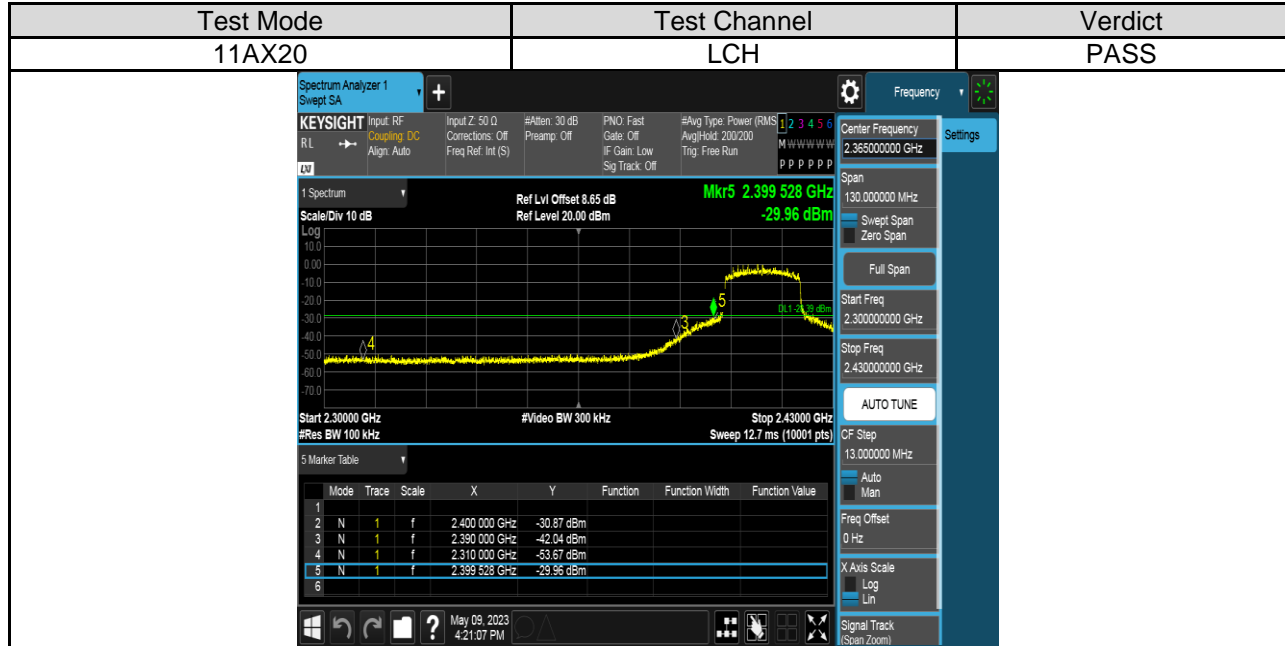 Test Mode Test Channel Verdict
11AX20 LCH PASS
Spectrum Analyzer 1
Swept SA
+
Frequency
KEYSIGHT
RL
LXI
Input: RF
Coupling: DC
Align: Auto
Input Z: 50 Ω
Corrections: Off
Freq Ref: Int (S)
#Atten: 30 dB
Preamp: Off
PNO: Fast
Gate: Off
IF Gain: Low
Sig Track: Off
#Avg Type: Power (RMS
Avg|Hold: 200/200
Trig: Free Run
1 2 3 4 5 6
M W W W W W
P P P P P P
Center Frequency
2.365000000 GHz
Settings
1 Spectrum
Scale/Div 10 dB
Ref Lvl Offset 8.65 dB
Ref Level 20.00 dBm
Mkr5 2.399 528 GHz
-29.96 dBm
Log
10.0
0.00
-10.0
-20.0
-30.0
-40.0
-50.0
-60.0
-70.0
4
3
5
Start 2.30000 GHz
#Res BW 100 kHz
#Video BW 300 kHz
Stop 2.43000 GHz
Sweep 12.7 ms (10001 pts)
Span
130.000000 MHz
Swept Span
Zero Span
Full Span
Start Freq
2.300000000 GHz
Stop Freq
2.430000000 GHz
AUTO TUNE
CF Step
13.000000 MHz
Auto
Man
Freq Offset
0 Hz
X Axis Scale
Log
Lin
Signal Track
(Span Zoom)
5 Marker Table
Mode Trace Scale X Y Function Function Width Function Value
1
2 N 1 f 2.400 000 GHz -30.87 dBm
3 N 1 f 2.390 000 GHz -42.04 dBm
4 N 1 f 2.310 000 GHz -53.67 dBm
5 N 1 f 2.399 528 GHz -29.96 dBm
6
?
May 09, 2023
4:21:07 PM